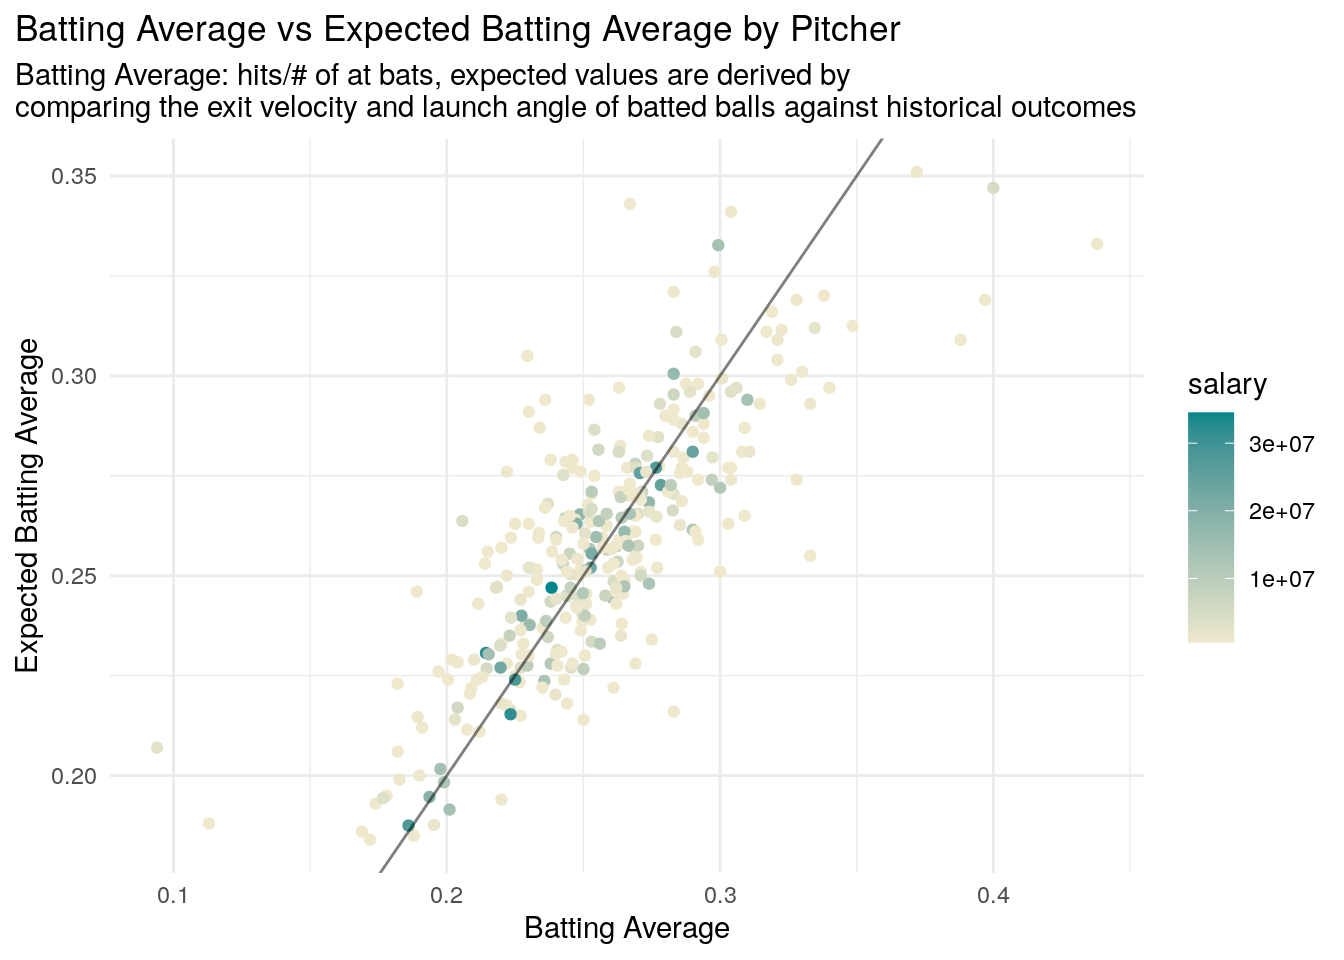 Batting Average vs Expected Batting Average by Pitcher
Batting Average: hits/# of at bats, expected values are derived by
comparing the exit velocity and launch angle of batted balls against historical outcomes
Expected Batting Average
0.35
0.30
0.25
0.20
0.1
0.2
0.3
0.4
Batting Average
salary
3e+07
2e+07
1e+07